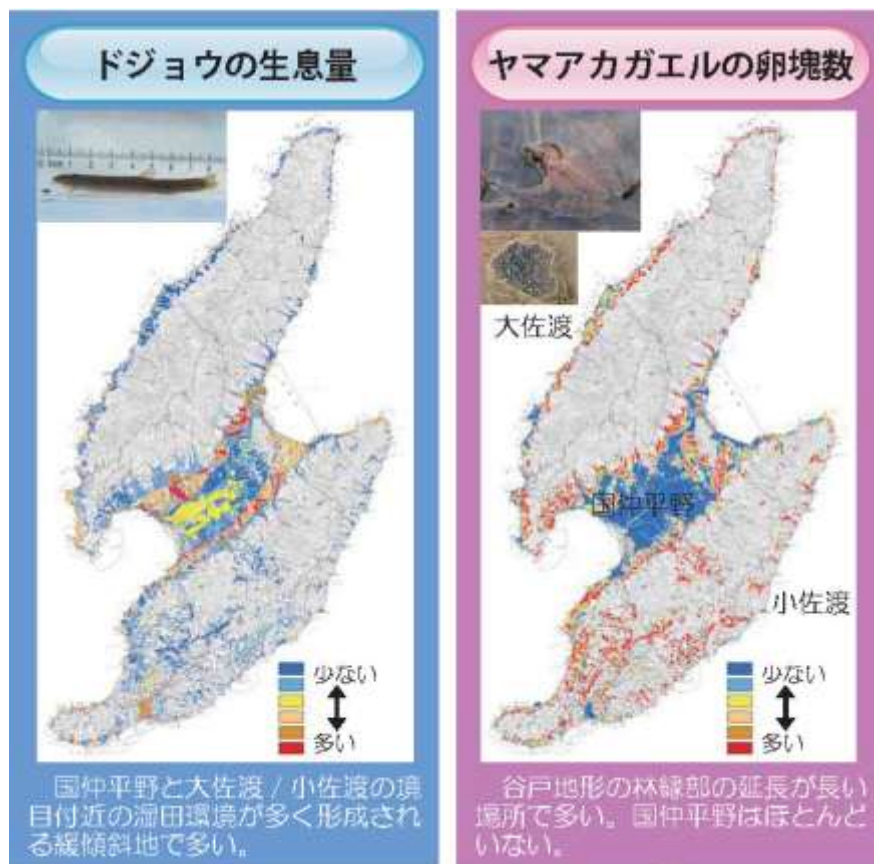 ドジョウの生息量
少ない
多い
国仲平野と大佐渡 / 小佐渡の境
目付近の湿田環境が多く形成され
る緩傾斜地で多い。
ヤマアカガエルの卵塊数
大佐渡
国仲平野
小佐渡
少ない
多い
谷戸地形の林縁部の延長が長い
場所で多い。国仲平野はほとんど
いない。